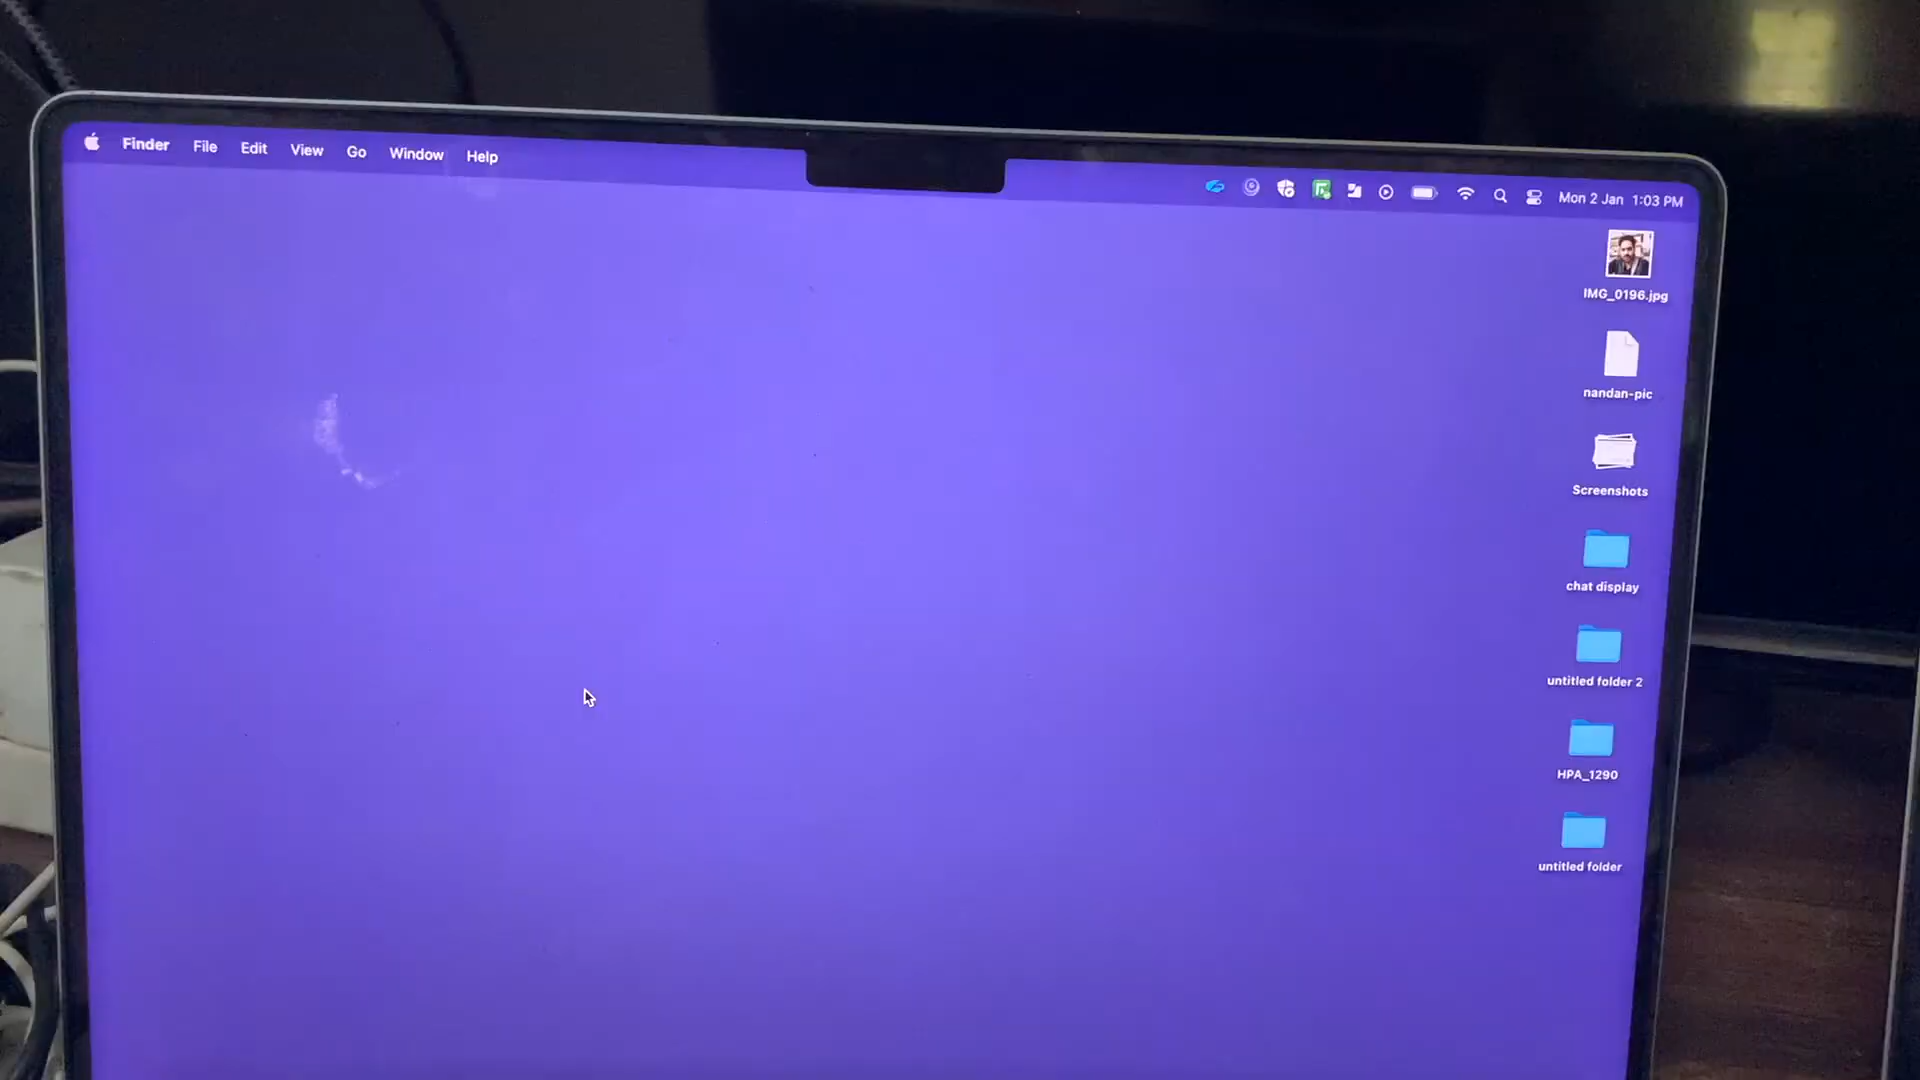 Finder File Edit View Go Window Help
Mon 2 Jan 1:03 PM
IMG_0196.jpg
nandan-pic
Screenshots
chat display
untitled folder 2
HPA_1290
untitled folder